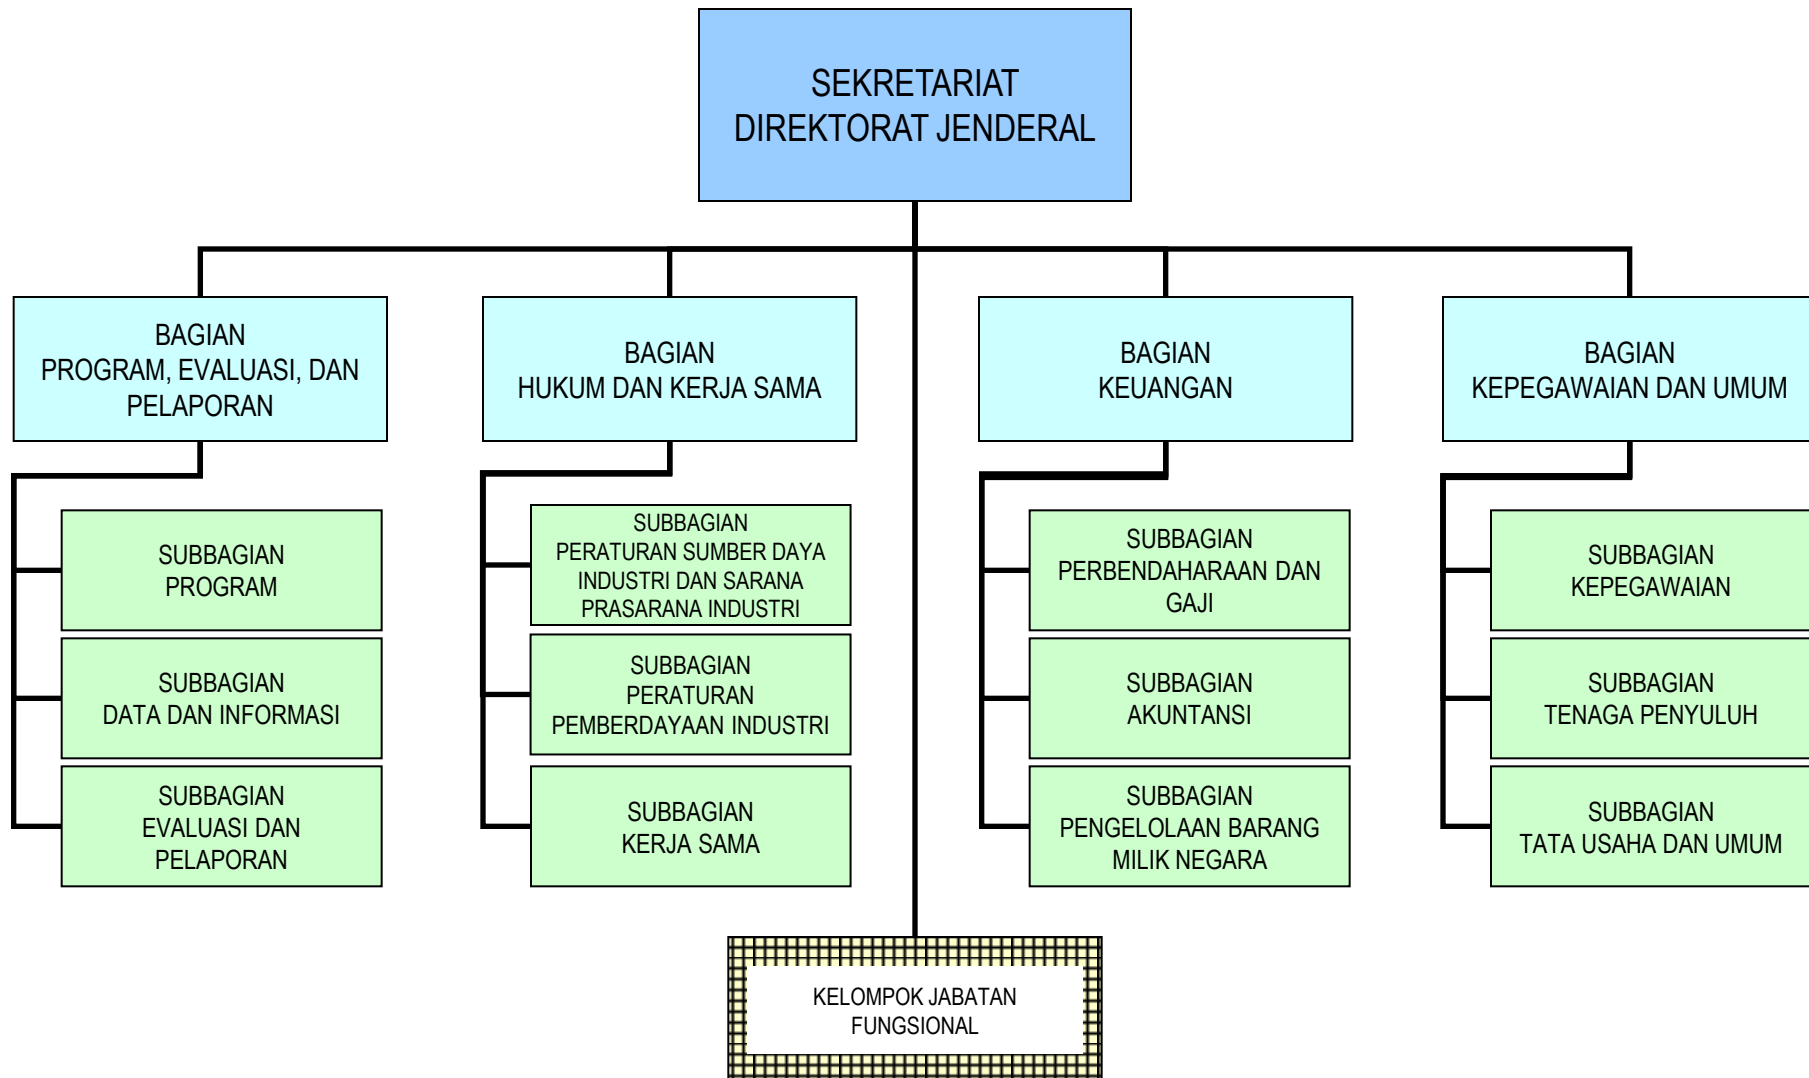 SEKRETARIAT
DIREKTORAT JENDERAL
BAGIAN
PROGRAM, EVALUASI, DAN
PELAPORAN
BAGIAN
HUKUM DAN KERJA SAMA
BAGIAN
KEUANGAN
BAGIAN
KEPEGAWAIAN DAN UMUM
SUBBAGIAN
PROGRAM
SUBBAGIAN
DATA DAN INFORMASI
SUBBAGIAN
EVALUASI DAN
PELAPORAN
SUBBAGIAN
PERATURAN SUMBER DAYA
INDUSTRI DAN SARANA
PRASARANA INDUSTRI
SUBBAGIAN
PERATURAN
PEMBERDAYAAN INDUSTRI
SUBBAGIAN
KERJA SAMA
SUBBAGIAN
PERBENDAHARAAN DAN
GAJI
SUBBAGIAN
AKUNTANSI
SUBBAGIAN
PENGELOLAAN BARANG
MILIK NEGARA
SUBBAGIAN
KEPEGAWAIAN
SUBBAGIAN
TENAGA PENYULUH
SUBBAGIAN
TATA USAHA DAN UMUM
KELOMPOK JABATAN
FUNGSIONAL